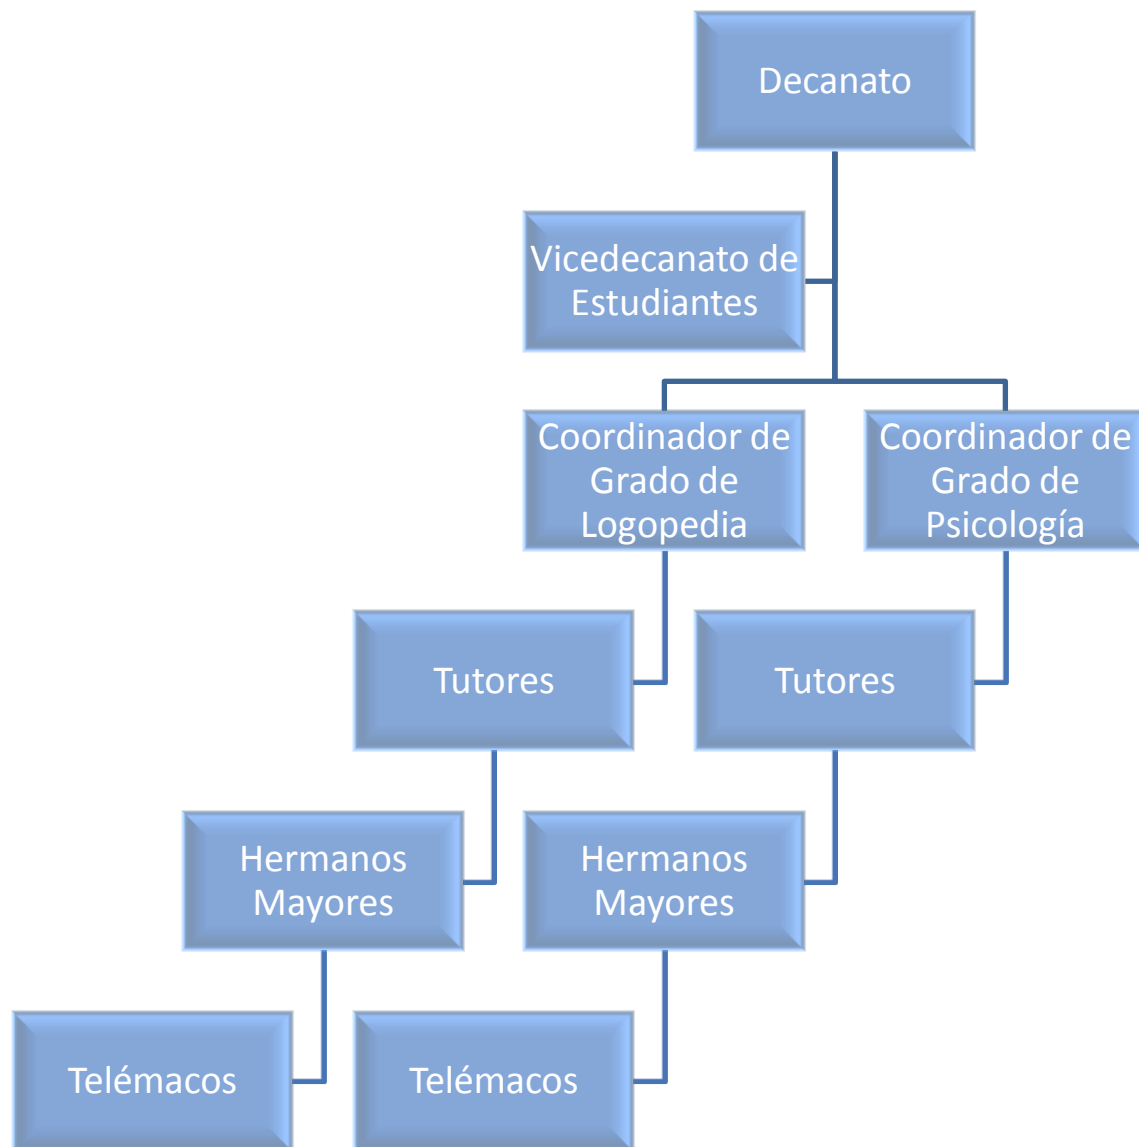 Decanato
Vicedecanato de
Estudiantes
Coordinador de
Grado de
Logopedia
Coordinador de
Grado de
Psicología
Tutores
Tutores
Hermanos
Mayores
Hermanos
Mayores
Telémacos
Telémacos